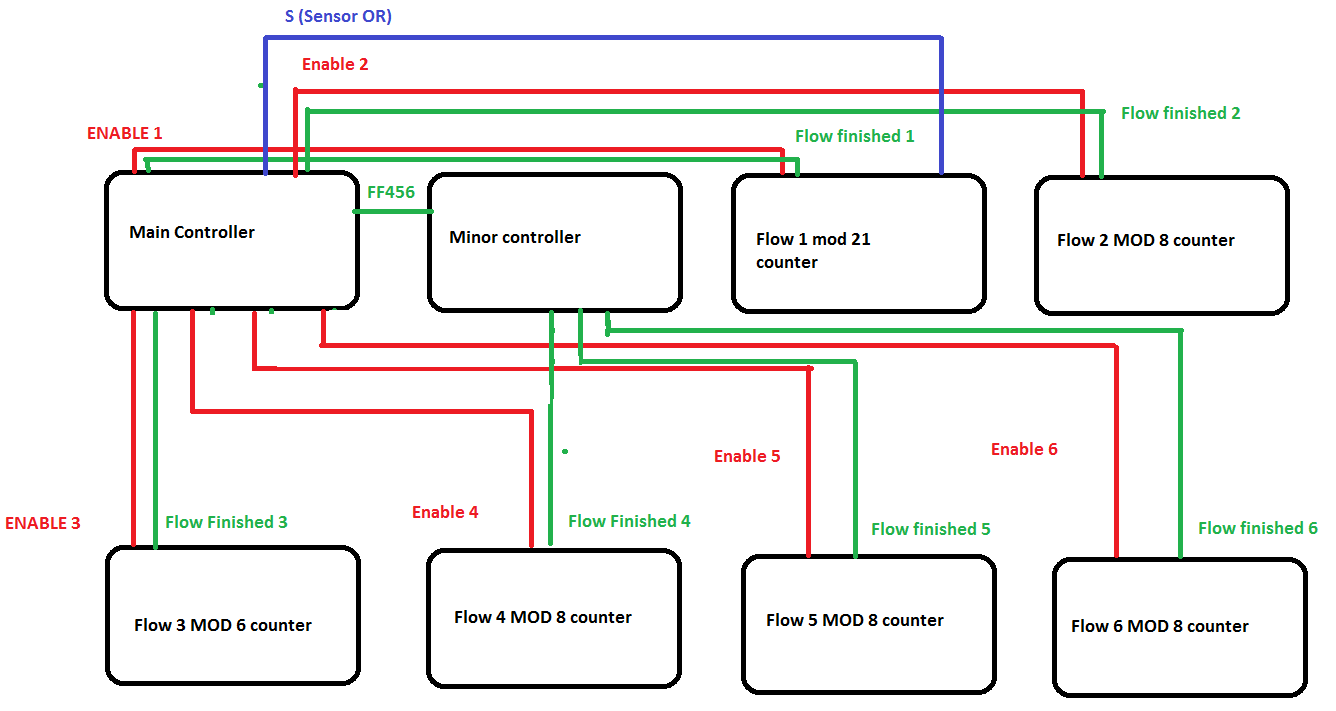 S (Sensor OR)
Enable 2
Flow finished 2
ENABLE 1
Flow finished 1
FF456
Main Controller
Minor controller
Flow 1 mod 21
counter
Flow 2 MOD 8 counter
Enable 5
Enable 6
ENABLE 3
Flow Finished 3
Enable 4
Flow Finished 4
Flow finished 5
Flow finished 6
Flow 3 MOD 6 counter
Flow 4 MOD 8 counter
Flow 5 MOD 8 counter
Flow 6 MOD 8 counter